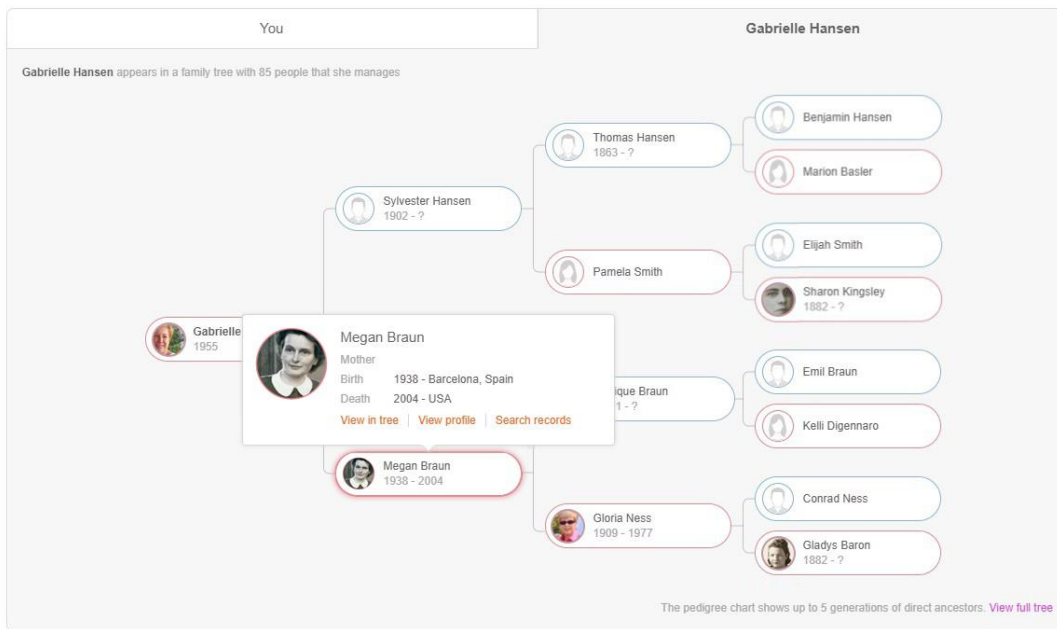 You
Gabrielle Hansen
Gabrielle Hansen appears in a family tree with 85 people that she manages
Benjamin Hansen
Thomas Hansen
1863 - ?
Marion Basler
Sylvester Hansen
1902 - ?
Elijah Smith
Pamela Smith
Sharon Kingsley
1882 - ?
Gabrielle
1955
Megan Braun
Mother
Birth 1938 - Barcelona, Spain
Death 2004 - USA
View in tree View profile Search records
Emil Braun
Braun
- ?
Kelli Digennaro
Megan Braun
1938 - 2004
Conrad Ness
Gloria Ness
1909 - 1977
Gladys Baron
1882 - ?
The pedigree chart shows up to 5 generations of direct ancestors. View full tree